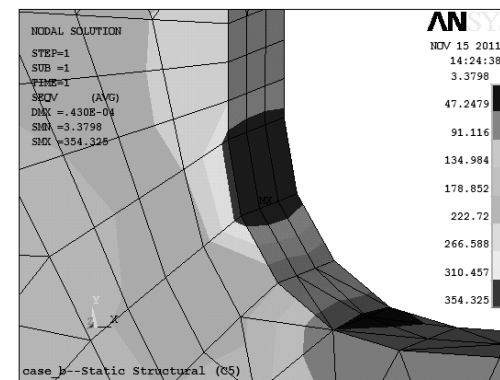 NODAL SOLUTION
STEP=1
SUB =1
TIME=1
SEQV (AVG)
DMX =.430E-04
SMN =3.3798
SMX =354.325
MX
Y
Z X
case_b--Static Structural (C5)
ANSYS
NOV 15 2011
14:24:38
3.3798
47.2479
91.116
134.984
178.852
222.72
266.588
310.457
354.325